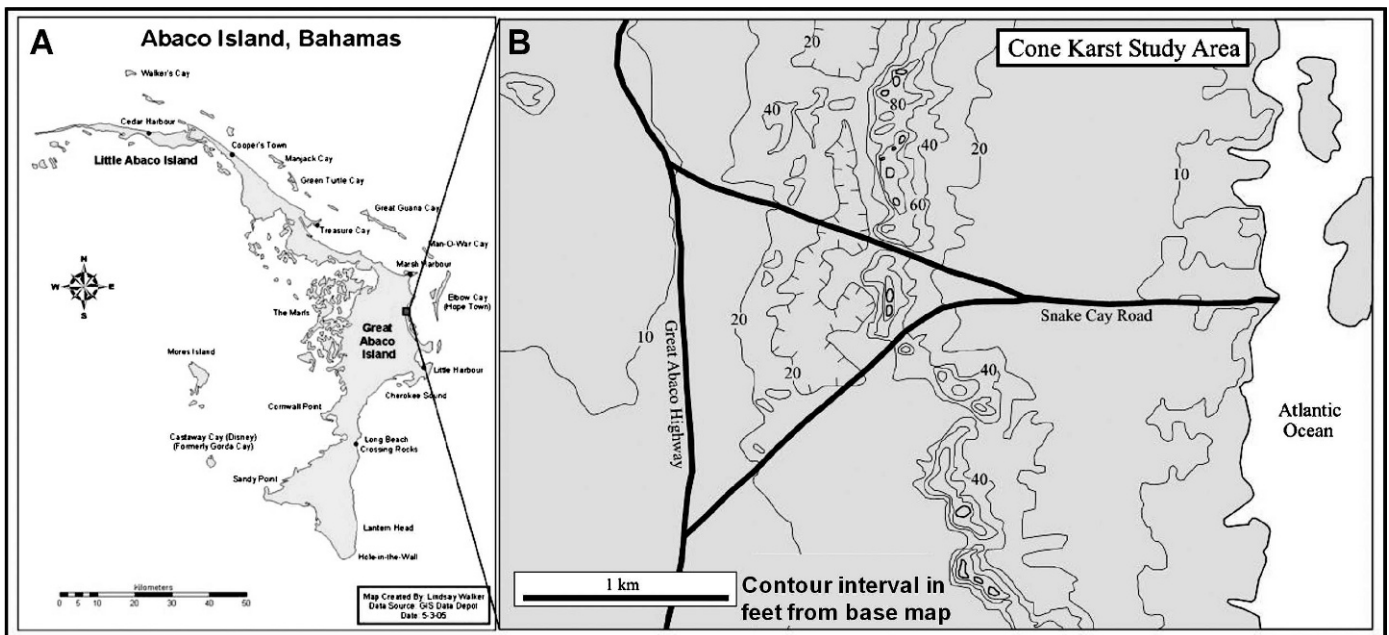 A
Abaco Island, Bahamas
Walker's Cay
Cedar Harbour
Little Abaco Island
Cooper's Town
Manjack Cay
Green Turtle Cay
Great Guana Cay
Treasure Cay
Man-O-War Cay
Marsh Harbour
Elbow Cay
(Hope Town)
N
W
E
S
The Marls
Great
Abaco
Island
Mores Island
Little Harbour
Cherokee Sound
Cornwall Point
Castaway Cay (Disney)
(Formerly Gorda Cay)
Long Beach
Crossing Rocks
Sandy Point
Lantern Head
Hole-in-the-Wall
Kilometers
0 5 10 20 30 40 50
Map Created By: Lindsay Walker
Data Source: GIS Data Depot
Date: 5-3-05
B
Cone Karst Study Area
20
40
80
40
20
10
60
10
20
20
Great Abaco Highway
Snake Cay Road
40
40
Atlantic
Ocean
1 km
Contour interval in
feet from base map